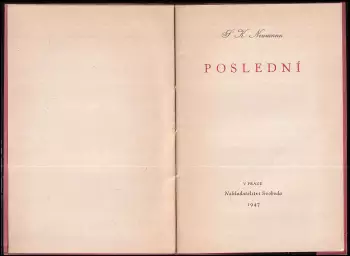 S. K. Neumann
POSLEDNÍ
V PRAZE
Nakladatelství Svoboda
1947